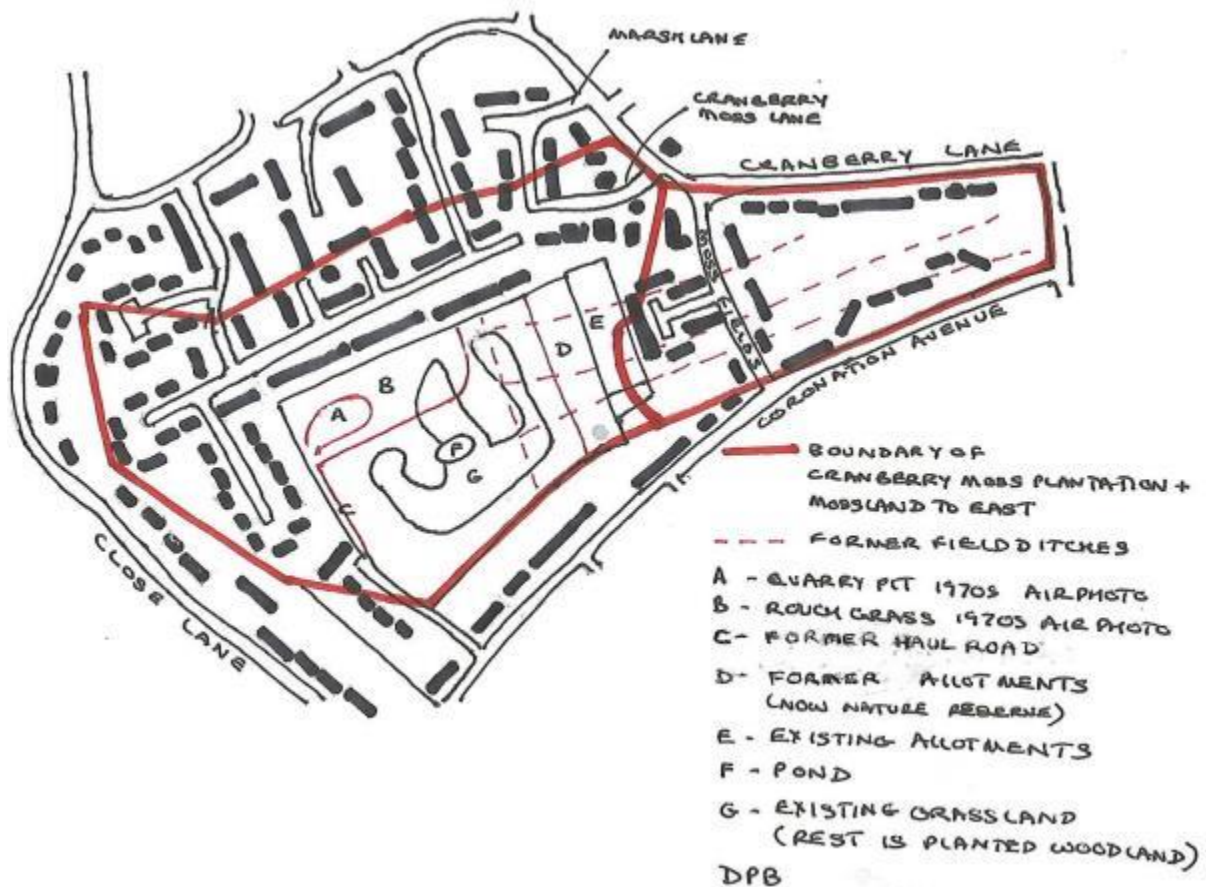 MARSH LANE
CRANBERRY
MOSS LANE
CRANBERRY LANE
MOSS FIELDS
E
D
B
A
F
G
C
CORONATION AVENUE
CLOSE
LANE
BOUNDARY OF
CRANBERRY MOSS PLANTATION +
MOSSLAND TO EAST
FORMER FIELD DITCHES
A - QUARRY PIT 1970S AIRPHOTO
B - ROUGH GRASS 1970S AIR PHOTO
C - FORMER HAUL ROAD
D - FORMER ALLOTMENTS
(NOW NATURE RESERVE)
E - EXISTING ALLOTMENTS
F - POND
G - EXISTING GRASSLAND
(REST IS PLANTED WOODLAND)
DPB